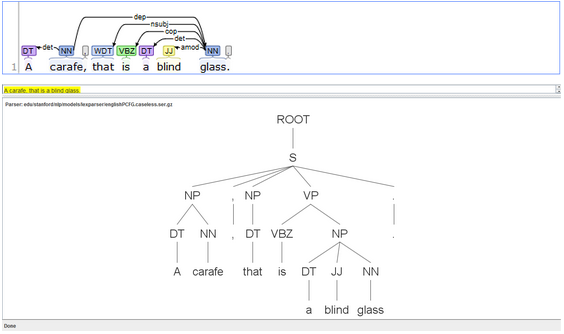 dep
nsubj
cop
det
DT det NN , WDT VBZ DT JJ amod NN .
1 A carafe, that is a blind glass.
A carafe, that is a blind glass.
Parser: edu/stanford/nlp/models/lexparser/englishPCFG.caseless.ser.gz
ROOT
S
NP , NP VP .
DT NN , DT VBZ NP .
A carafe that is DT JJ NN
a blind glass
Done